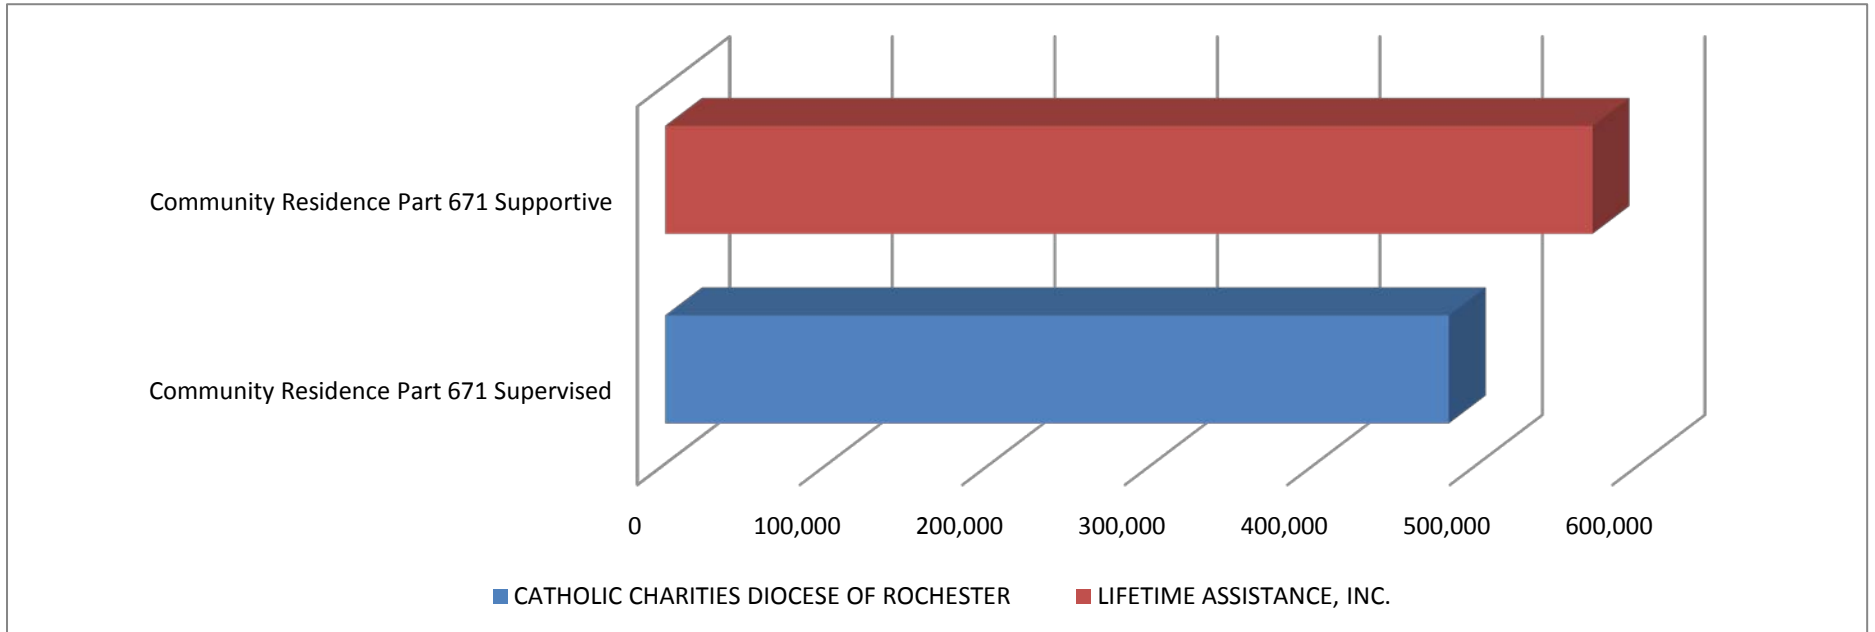 Community Residence Part 671 Supportive
Community Residence Part 671 Supervised
0 100,000 200,000 300,000 400,000 500,000 600,000
CATHOLIC CHARITIES DIOCESE OF ROCHESTER LIFETIME ASSISTANCE, INC.